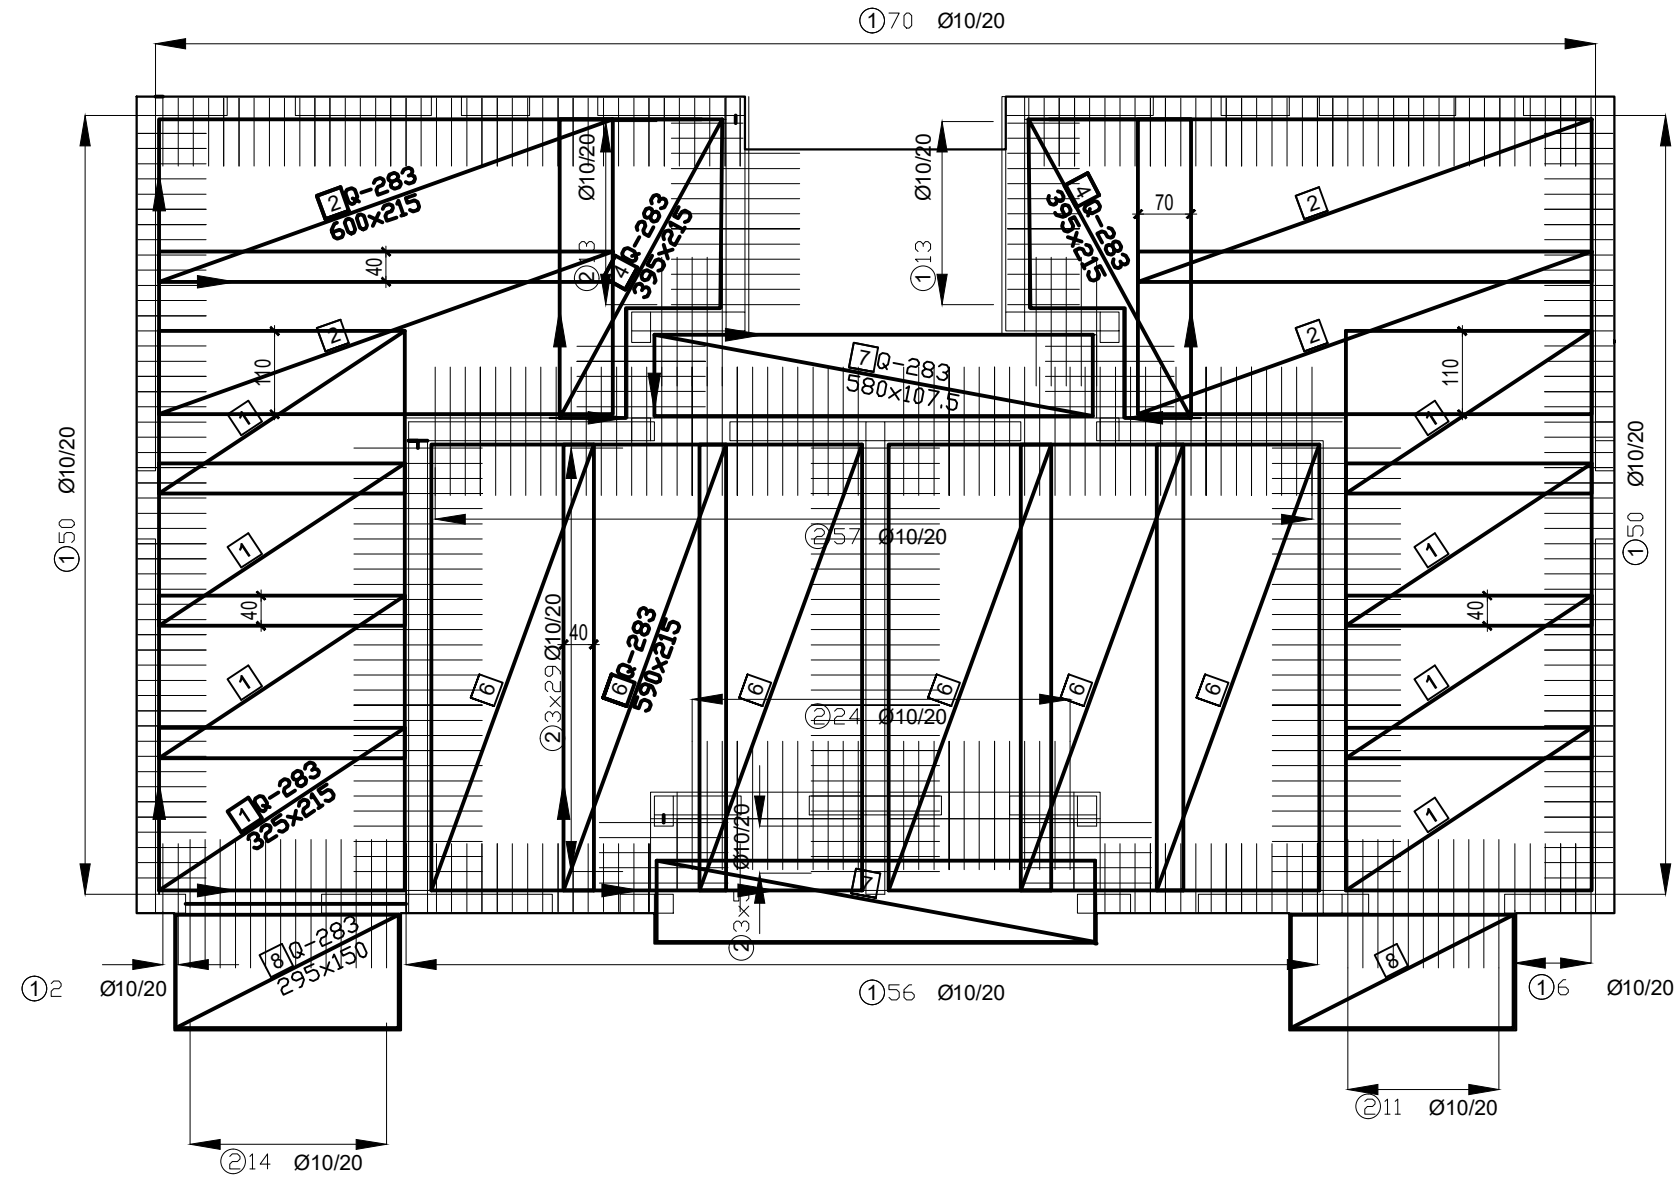 ①70 Ø10/20
Ø10/20
②13
Ø10/20
①13
2 Q-283
600x215
4 Q-283
395x215
4 Q-283
395x215
70
2
40
2
2
110
7 Q-283
580x107.5
110
1
1
①50 Ø10/20
①50 Ø10/20
②57 Ø10/20
1
1
40
②3x29 Ø10/20
40
6 Q-283
590x215
40
6
6
6
6
6
1
1
②24 Ø10/20
1 Q-283
325x215
1
Ø10/20
②3x
7
8 Q-283
295x150
8
①2 Ø10/20
①56 Ø10/20
①6 Ø10/20
②11 Ø10/20
②14 Ø10/20